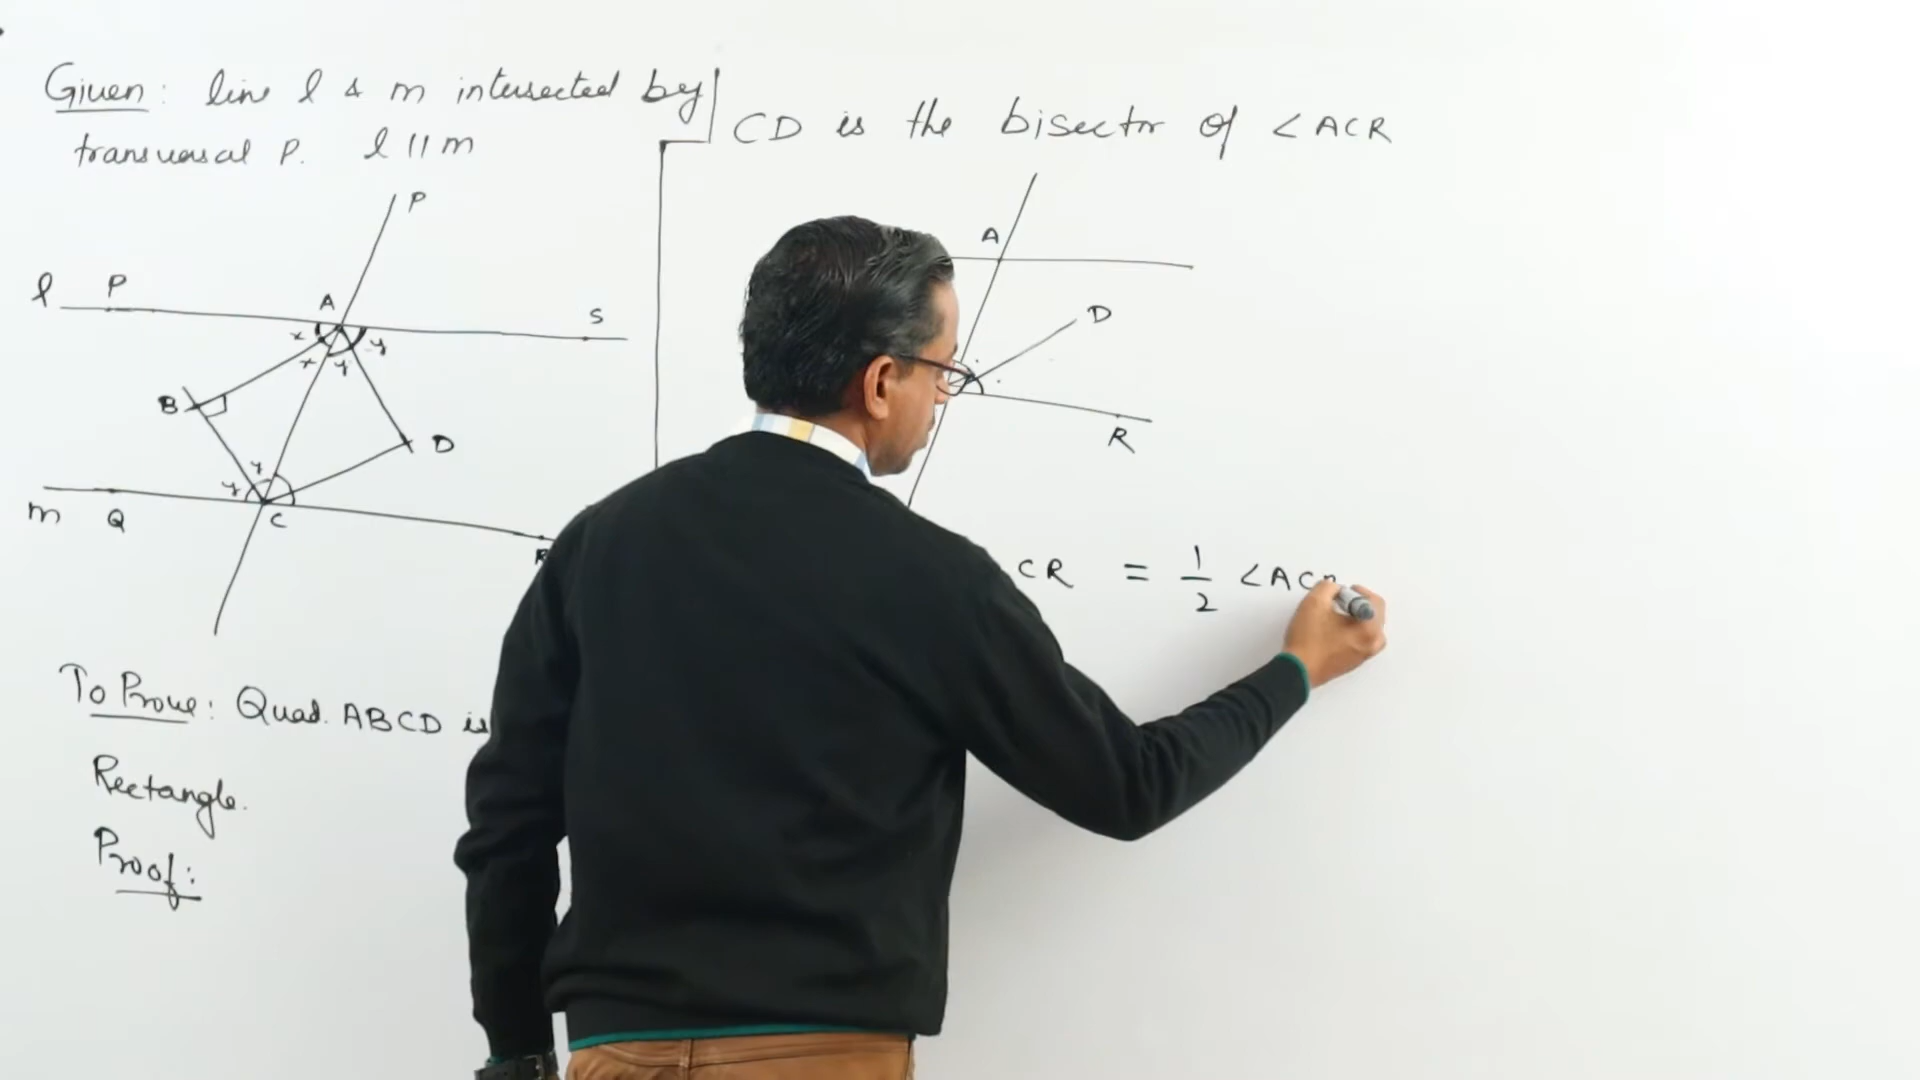 Given: line l & m intersected by
transversal P. l || m
P
l P A S
x x y y
B D
y y
m Q C
To Prove: Quad. ABCD is
Rectangle.
Proof:
CD is the bisector of ∠ACR
A
D
R
CR = 1/2 ∠AC